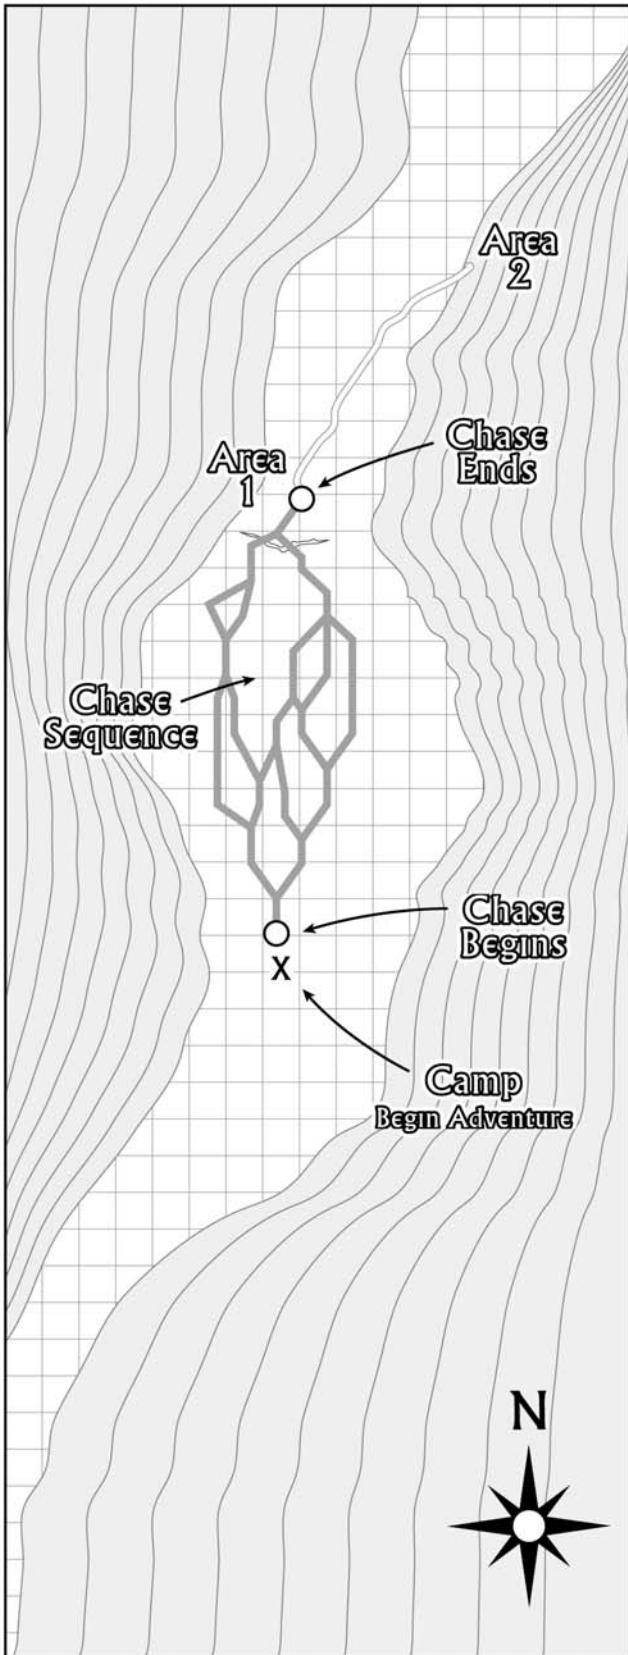 Area
2
Chase
Ends
Area
1
Chase
Sequence
Chase
Begins
X
Camp
Begin Adventure
N